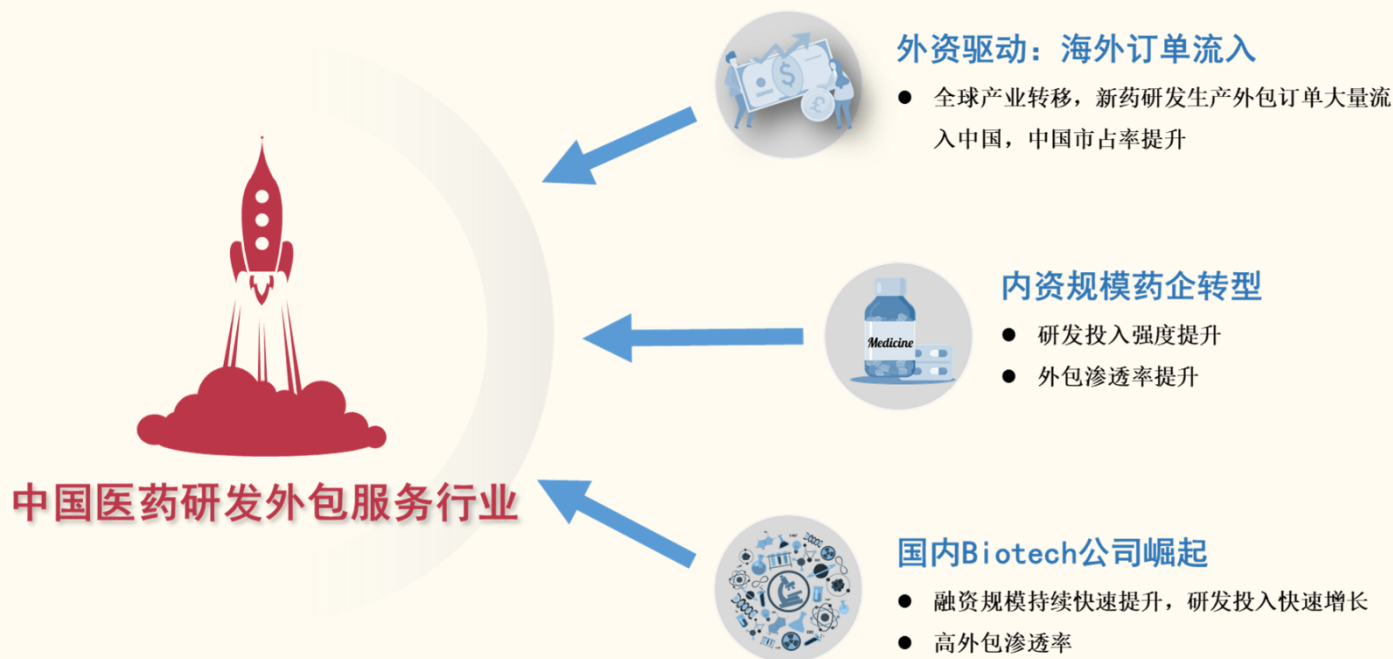 外资驱动：海外订单流入
● 全球产业转移，新药研发生产外包订单大量流
入中国，中国市占率提升
Medicine
内资规模药企转型
● 研发投入强度提升
● 外包渗透率提升
中国医药研发外包服务行业
国内Biotech公司崛起
● 融资规模持续快速提升，研发投入快速增长
● 高外包渗透率